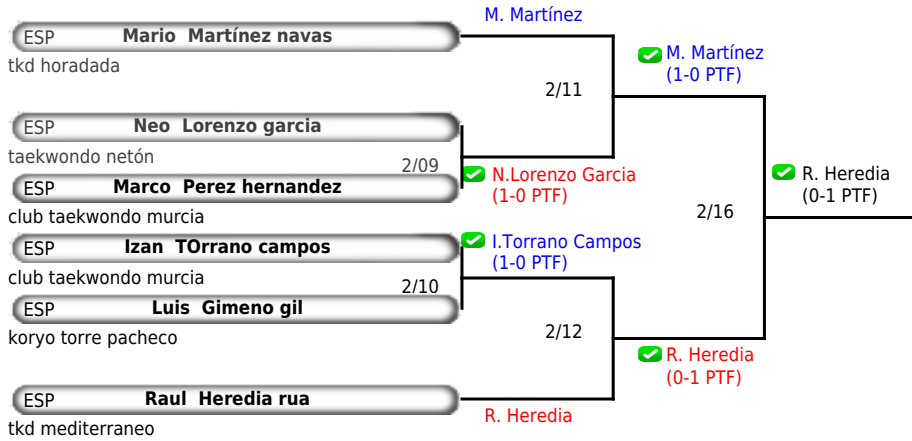 M. Martínez
ESP Mario Martínez navas
tkd horadada
M. Martínez
(1-0 PTF)
2/11
ESP Neo Lorenzo garcia
taekwondo netón
2/09
N.Lorenzo Garcia
(1-0 PTF)
ESP Marco Perez hernandez
club taekwondo murcia
R. Heredia
(0-1 PTF)
2/16
ESP Izan TOrrano campos
club taekwondo murcia
I.Torrano Campos
(1-0 PTF)
2/10
ESP Luis Gimeno gil
koryo torre pacheco
2/12
R. Heredia
(0-1 PTF)
ESP Raul Heredia rua
tkd mediterraneo
R. Heredia